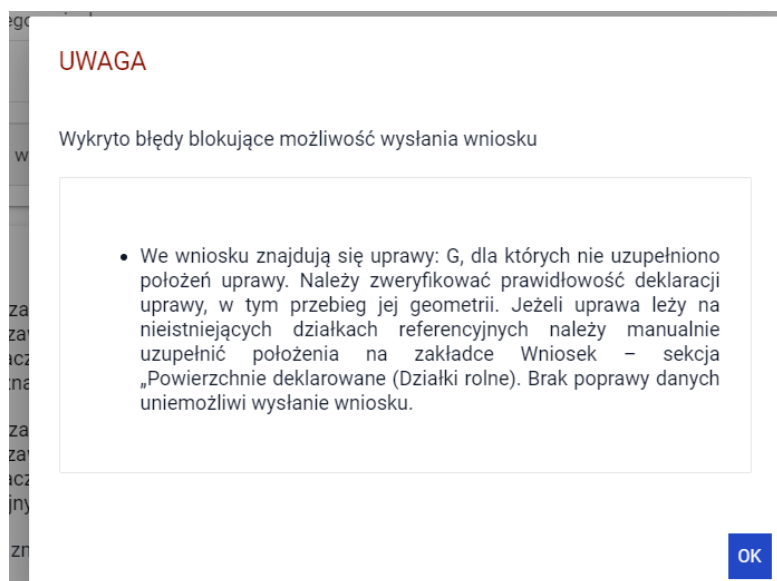 UWAGA
Wykryto błędy blokujące możliwość wysłania wniosku
• We wniosku znajdują się uprawy: G, dla których nie uzupełniono
położeń uprawy. Należy zweryfikować prawidłowość deklaracji
uprawy, w tym przebieg jej geometrii. Jeżeli uprawa leży na
nieistniejących działkach referencyjnych należy manualnie
uzupełnić położenia na zakładce Wniosek – sekcja
„Powierzchnie deklarowane (Działki rolne). Brak poprawy danych
uniemożliwi wysłanie wniosku.
OK